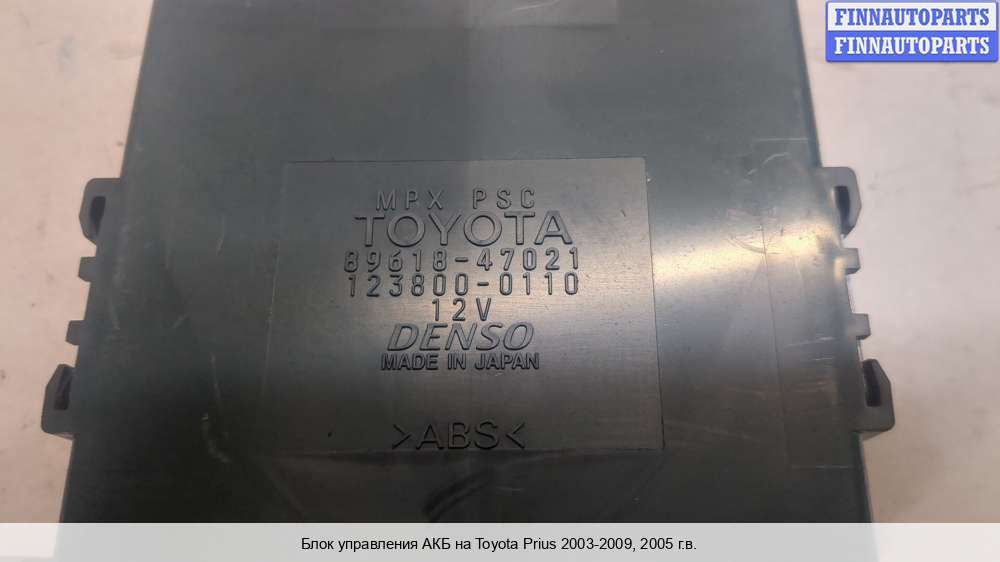 FINNAUTOPARTS
FINNAUTOPARTS
MPX PSC
TOYOTA
89618-47021
123800-0110
12V
DENSO
MADE IN JAPAN
>ABS<
Блок управления АКБ на Toyota Prius 2003-2009, 2005 г.в.